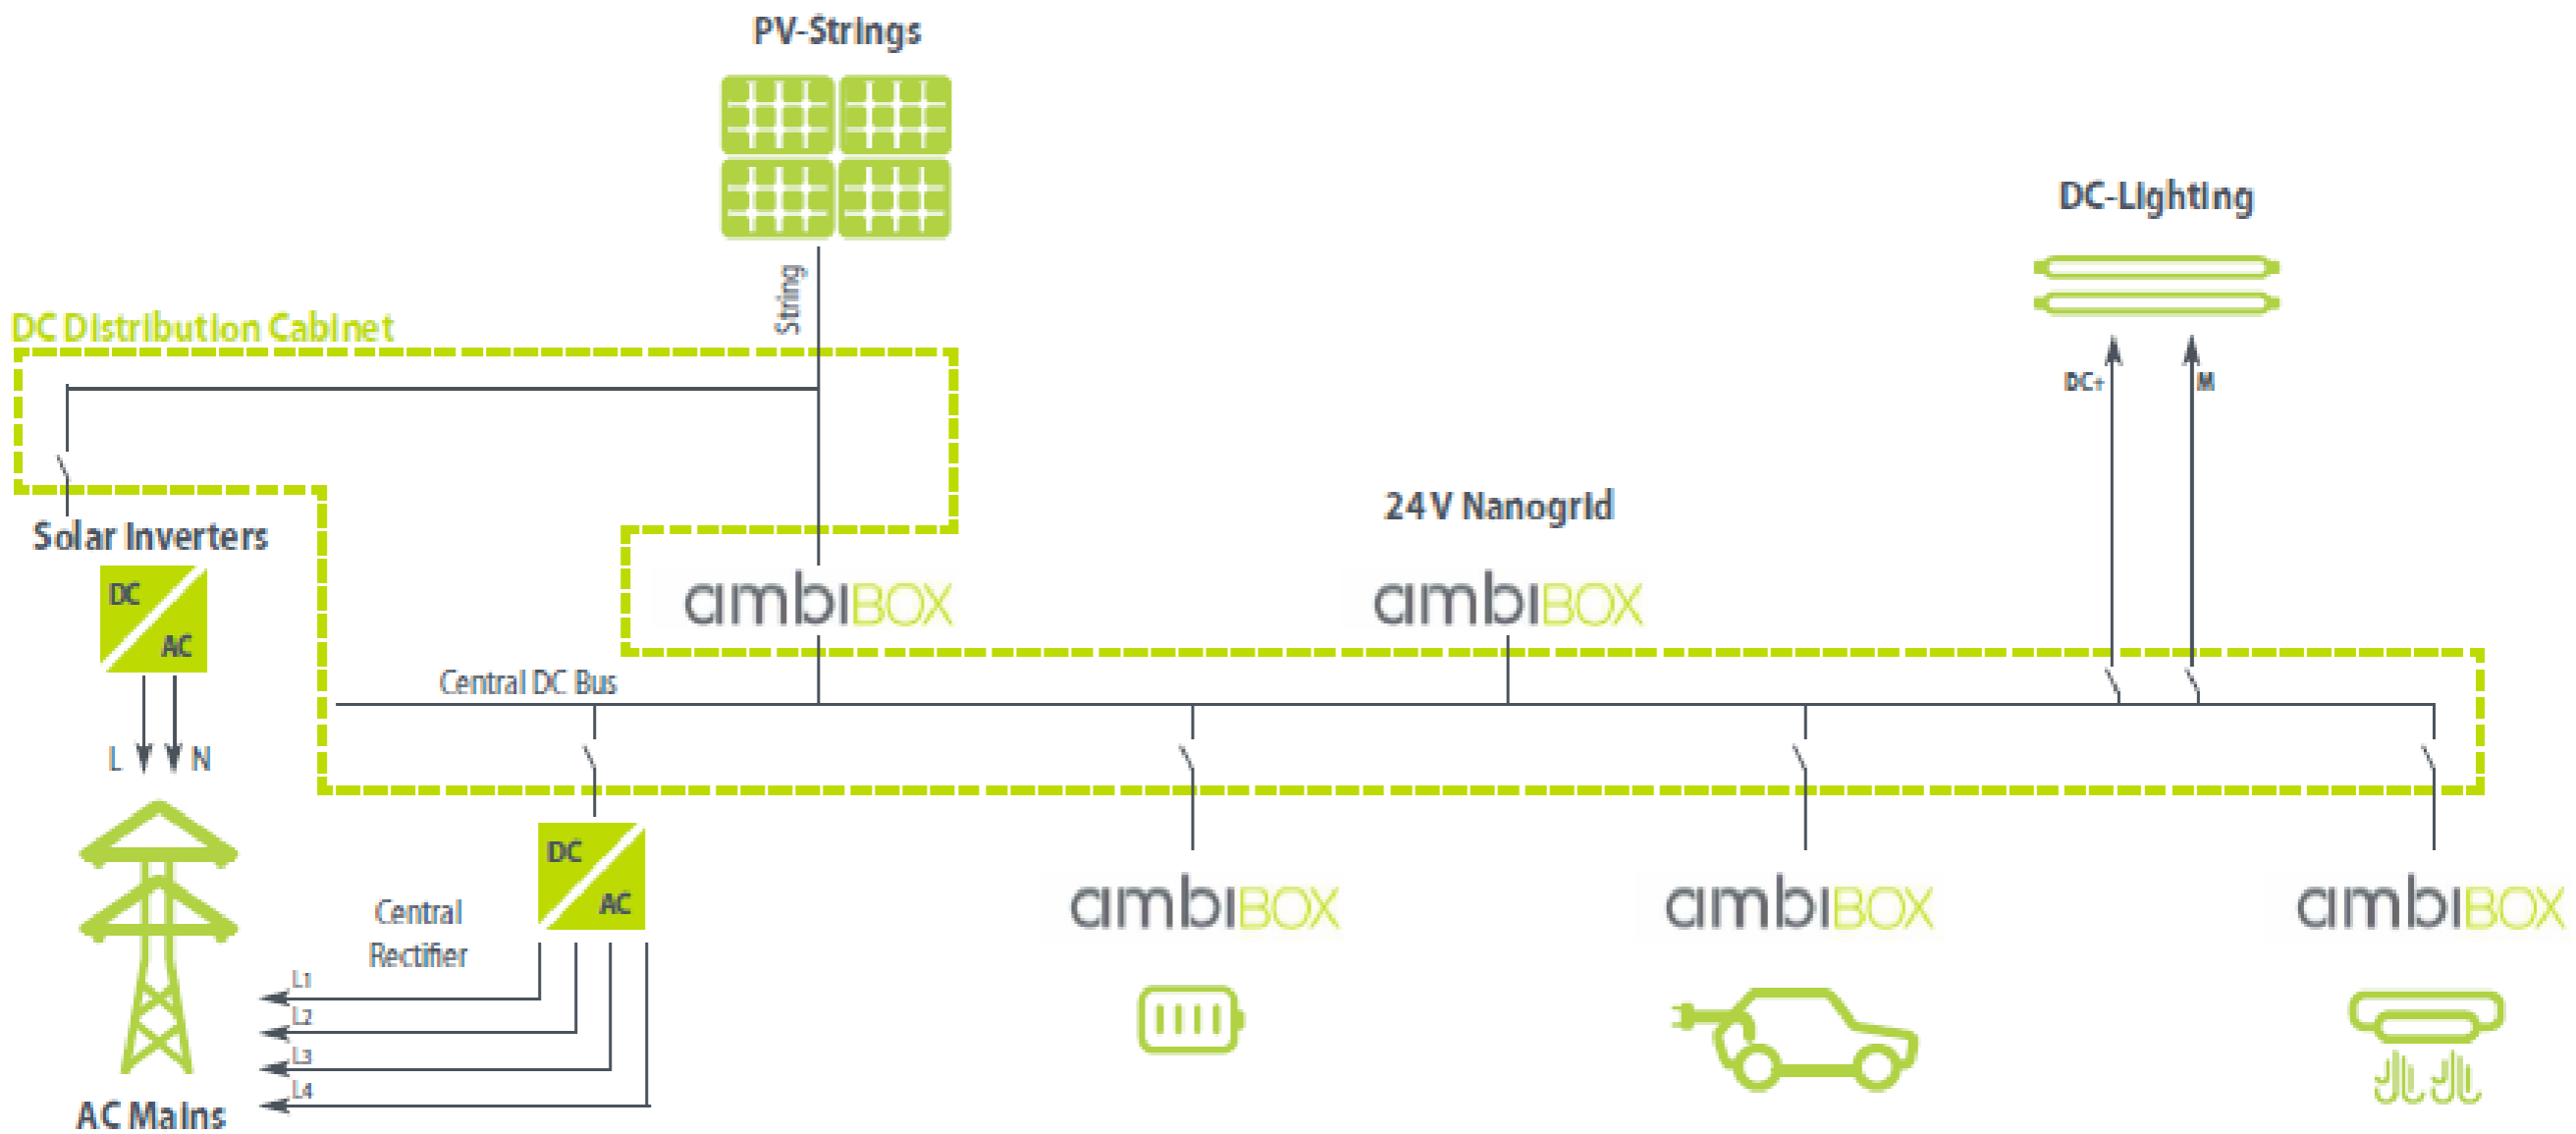 PV-Strings
DC-Lighting
String
DC Distribution Cabinet
DC+
M
24 V Nanogrid
Solar Inverters
DC
AC
ambiBOX
ambiBOX
Central DC Bus
L
N
DC
AC
Central
Rectifier
ambiBOX
ambiBOX
ambiBOX
L1
L2
L3
L4
AC Mains